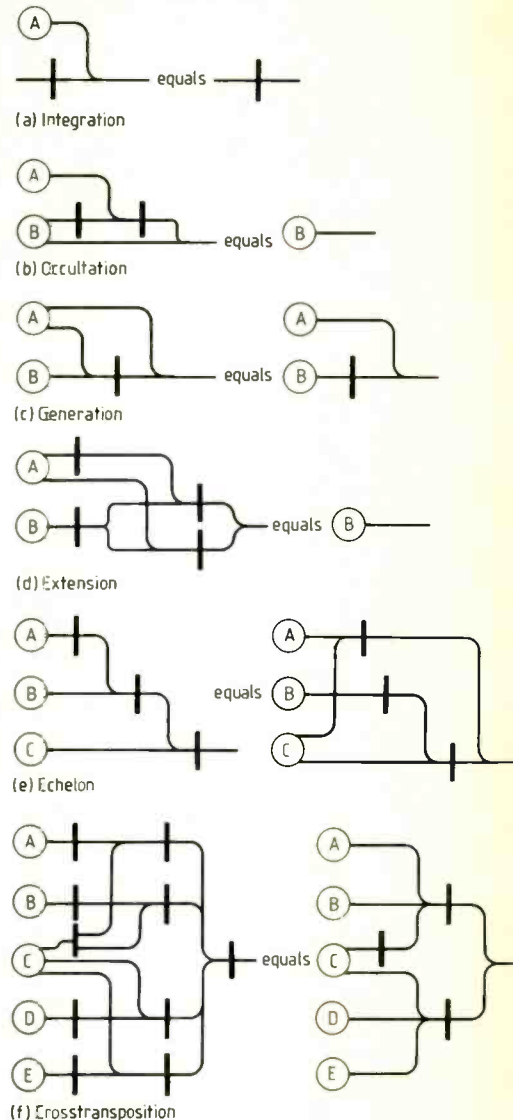 A
equals
(a) Integration
A
B
equals
B
(b) Occultation
A
A
B
equals
B
(c) Generation
A
B
equals
B
(d) Extension
A
A
B
equals
B
C
C
(e) Echelon
A
A
B
B
C
equals
C
D
D
E
E
(f) Crosstransposition